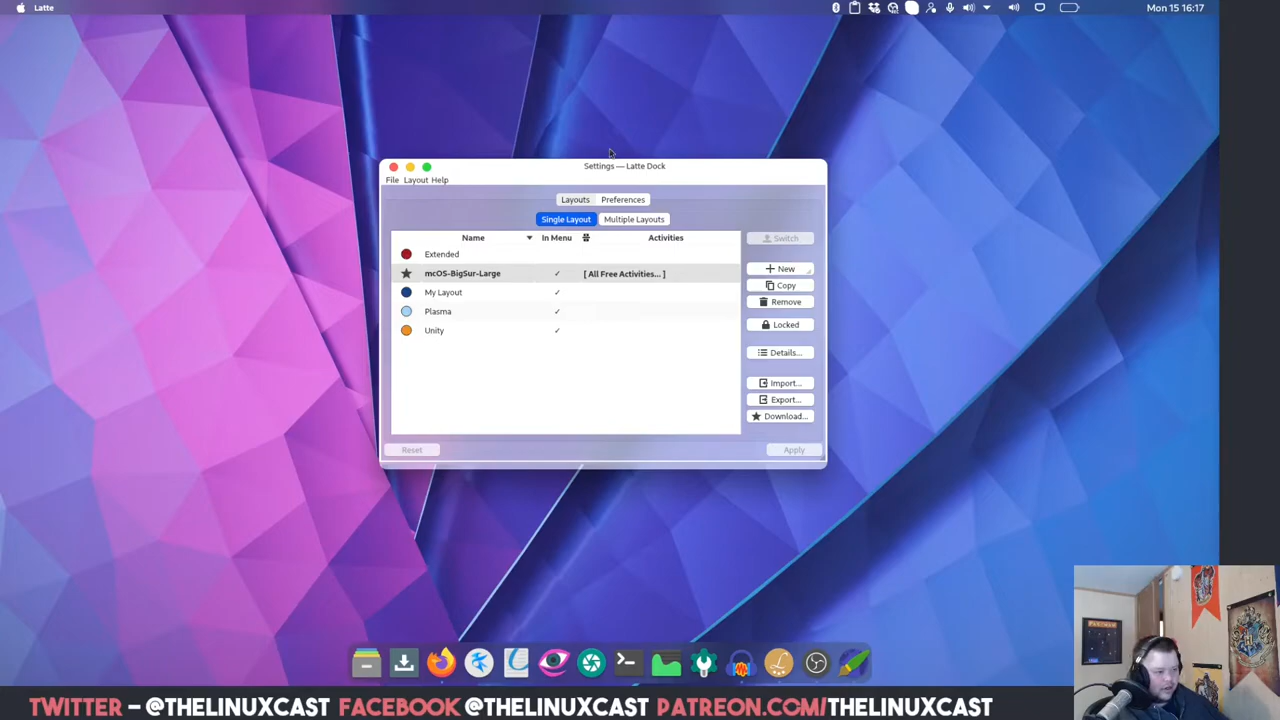 Latte
Mon 15 16:17
Settings — Latte Dock
File Layout Help
Layouts Preferences
Single Layout Multiple Layouts
Name In Menu Activities
Switch
Extended
mcOS-BigSur-Large ✓ [ All Free Activities... ]
New
Copy
My Layout ✓
Remove
Plasma ✓
Locked
Unity ✓
Details...
Import...
Export...
Download...
Reset Apply
TWITTER – @THELINUXCAST FACEBOOK @THELINUXCAST PATREON.COM/THELINUXCAST